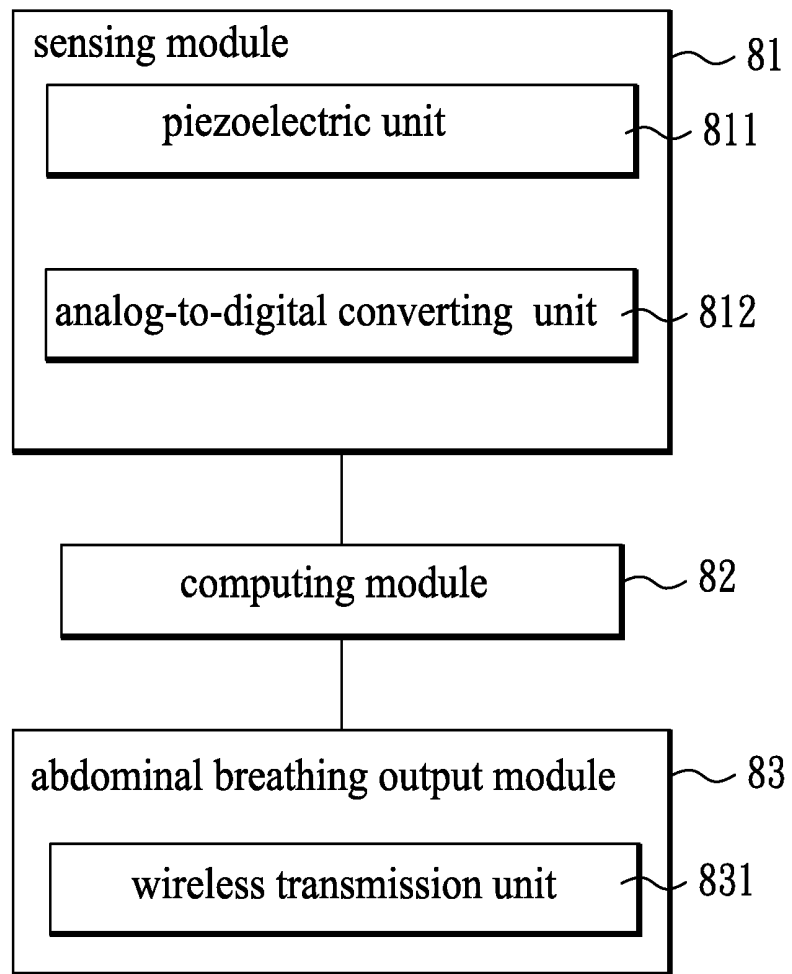 sensing module
81
piezoelectric unit
811
analog-to-digital converting unit
812
computing module
82
abdominal breathing output module
83
wireless transmission unit
831